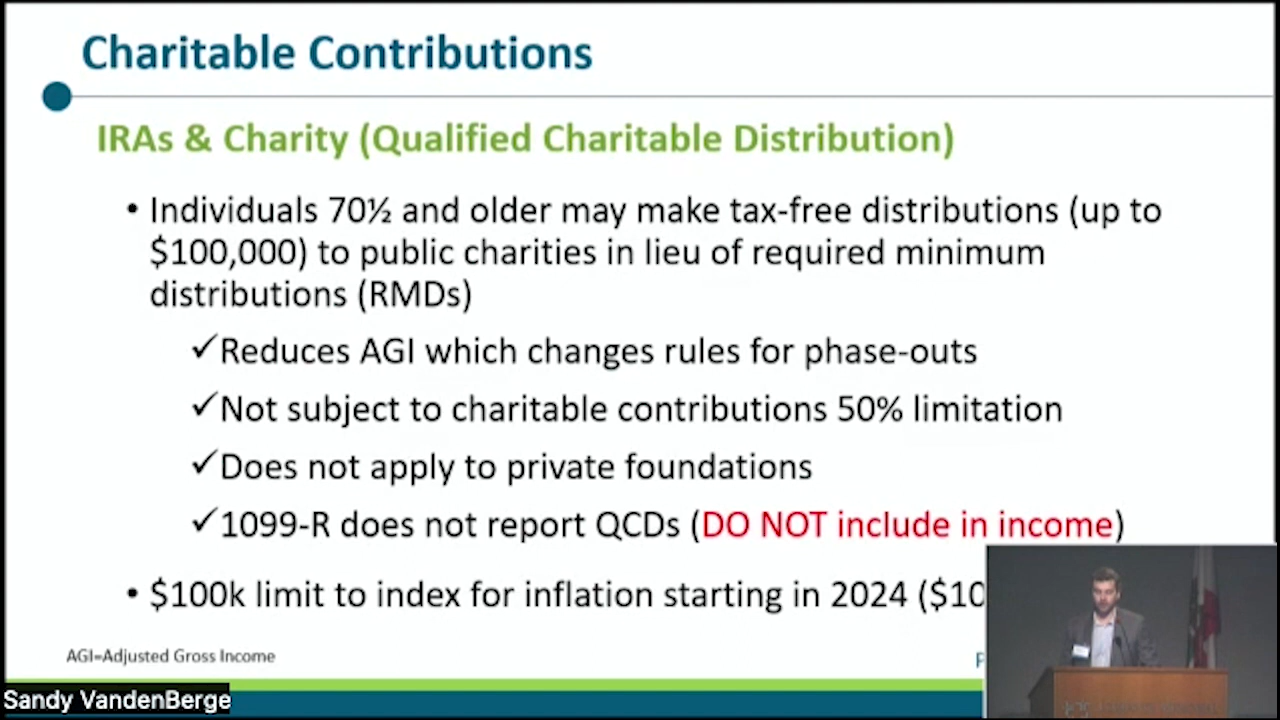 Charitable Contributions
IRAs & Charity (Qualified Charitable Distribution)
• Individuals 70½ and older may make tax-free distributions (up to
$100,000) to public charities in lieu of required minimum
distributions (RMDs)
✓Reduces AGI which changes rules for phase-outs
✓Not subject to charitable contributions 50% limitation
✓Does not apply to private foundations
✓1099-R does not report QCDs (DO NOT include in income)
• $100k limit to index for inflation starting in 2024 ($10
AGI=Adjusted Gross Income
Sandy VandenBerge